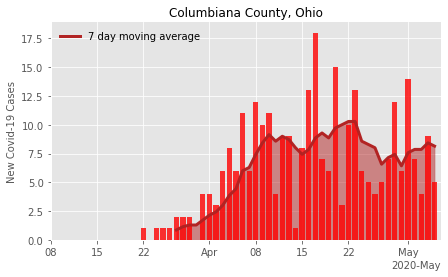 Columbiana County, Ohio
7 day moving average
New Covid-19 Cases
17.5
15.0
12.5
10.0
7.5
5.0
2.5
0.0
08 15 22 Apr 08 15 22 May
2020-May